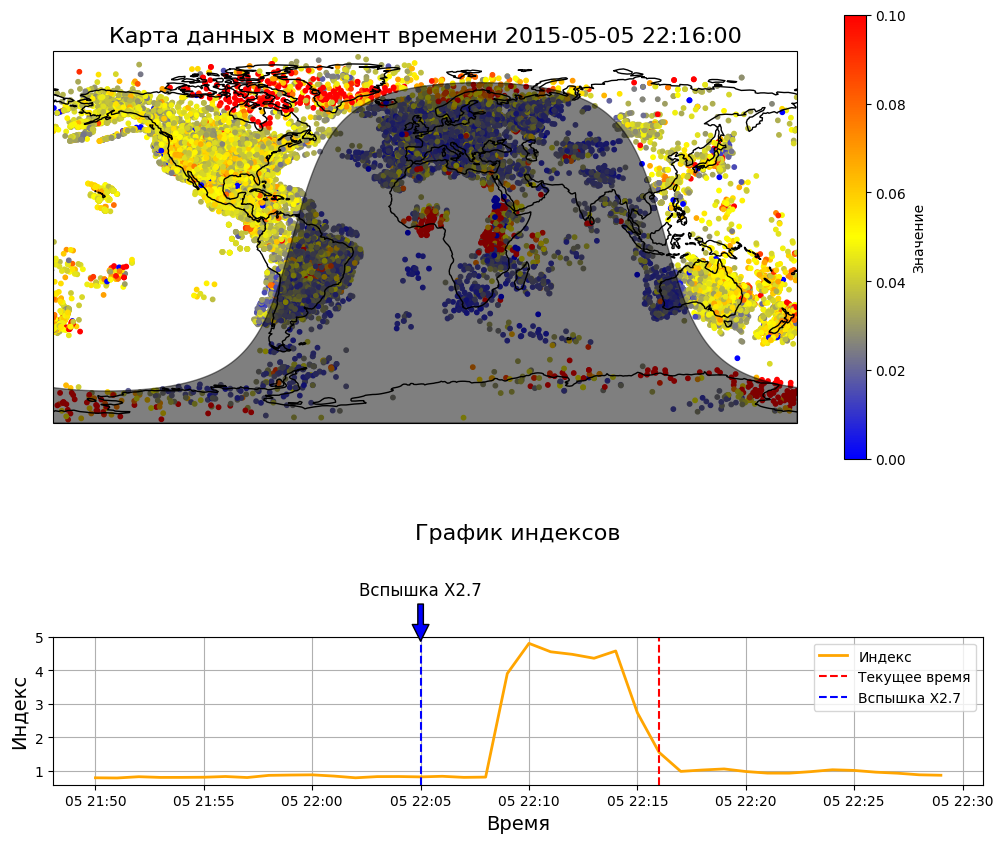 Карта данных в момент времени 2015-05-05 22:16:00
0.10
0.08
0.06
0.04
0.02
0.00
Значение
График индексов
Вспышка X2.7
5
4
3
2
1
Индекс
Индекс
Текущее время
Вспышка X2.7
05 21:50 05 21:55 05 22:00 05 22:05 05 22:10 05 22:15 05 22:20 05 22:25 05 22:30
Время